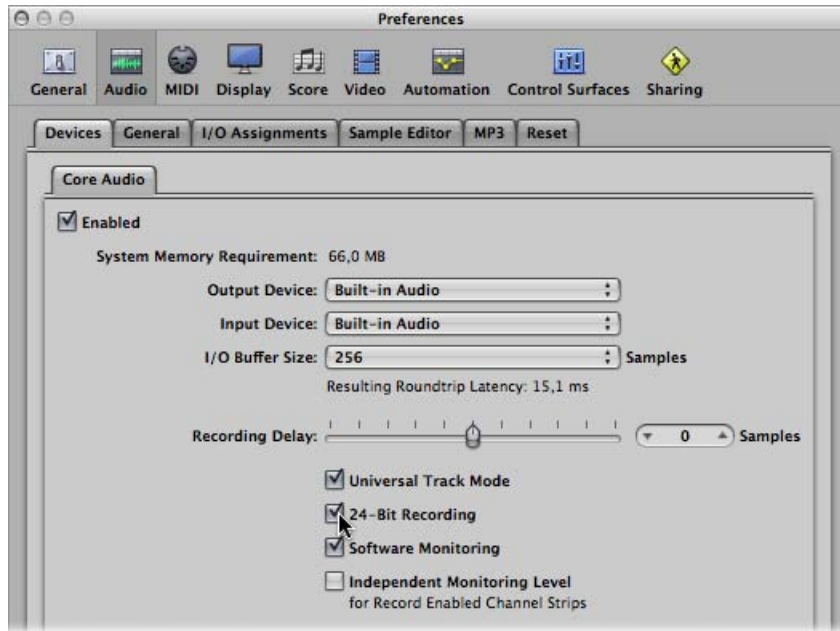 Preferences
General Audio MIDI Display Score Video Automation Control Surfaces Sharing
Devices General I/O Assignments Sample Editor MP3 Reset
Core Audio
Enabled
System Memory Requirement: 66,0 MB
Output Device: Built-in Audio
Input Device: Built-in Audio
I/O Buffer Size: 256 Samples
Resulting Roundtrip Latency: 15,1 ms
Recording Delay: 0 Samples
Universal Track Mode
24-Bit Recording
Software Monitoring
Independent Monitoring Level
for Record Enabled Channel Strips